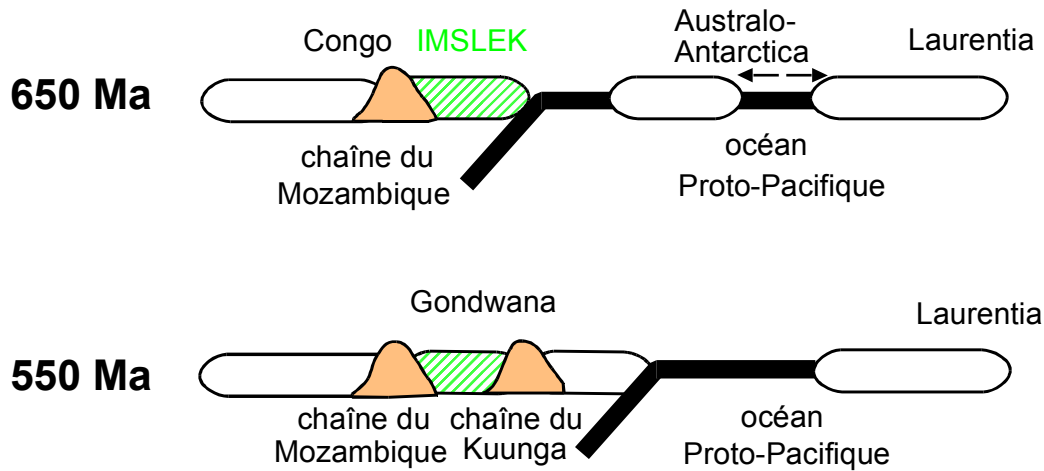 Australo-
Congo IMSLEK Antarctica Laurentia
650 Ma
chaîne du océan
Mozambique Proto-Pacifique
Gondwana
Laurentia
550 Ma
chaîne du chaîne du océan
Mozambique Kuunga Proto-Pacifique